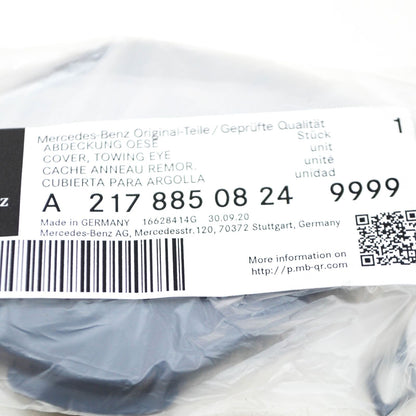 Mercedes-Benz Original-Teile/Geprüfte Qualität
ABDECKUNG OESE Stück 1
COVER, TOWING EYE unit
CACHE ANNEAU REMOR. unité
CUBIERTA PARA ARGOLLA unidad
A 217 885 08 24 9999
Made in GERMANY 16628414G 30.09.20
Mercedes-Benz AG, Mercedesstr.120, 70372 Stuttgart, Germany
More information on
http://p.mb-qr.com/
z